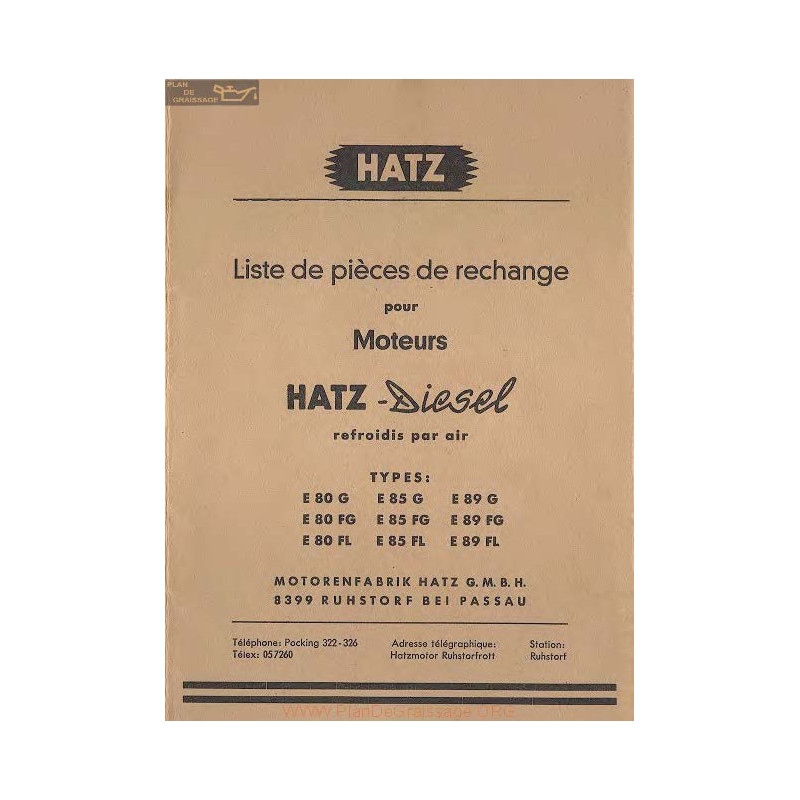 PLAN
DE
GRAISSAGE
HATZ
Liste de pièces de rechange
pour
Moteurs
HATZ - Diesel
refroidis par air
TYPES:
E 80 G E 85 G E 89 G
E 80 FG E 85 FG E 89 FG
E 80 FL E 85 FL E 89 FL
MOTORENFABRIK HATZ G.M.B.H.
8399 RUHSTORF BEI PASSAU
Téléphone: Pocking 322-326 Adresse télégraphique: Station:
Télex: 057260 Hatzmotor Ruhstorfrott Ruhstorf
WWW.PlanDeGraissage.ORG